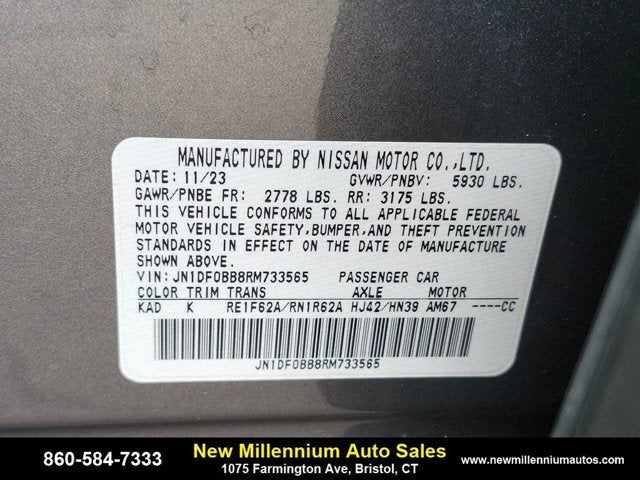 MANUFACTURED BY NISSAN MOTOR CO.,LTD.
DATE: 11/23 GVWR/PNBV: 5930 LBS.
GAWR/PNBE FR: 2778 LBS. RR: 3175 LBS.
THIS VEHICLE CONFORMS TO ALL APPLICABLE FEDERAL
MOTOR VEHICLE SAFETY, BUMPER, AND THEFT PREVENTION
STANDARDS IN EFFECT ON THE DATE OF MANUFACTURE
SHOWN ABOVE.
VIN: JN1DF0BB8RM733565 PASSENGER CAR
COLOR TRIM TRANS AXLE MOTOR
KAD K RE1F62A/RN1R62A HJ42/HN39 AM67 ----CC
JN1DF0BB8RM733565
860-584-7333 New Millennium Auto Sales www.newmillenniumautos.com
1075 Farmington Ave, Bristol, CT